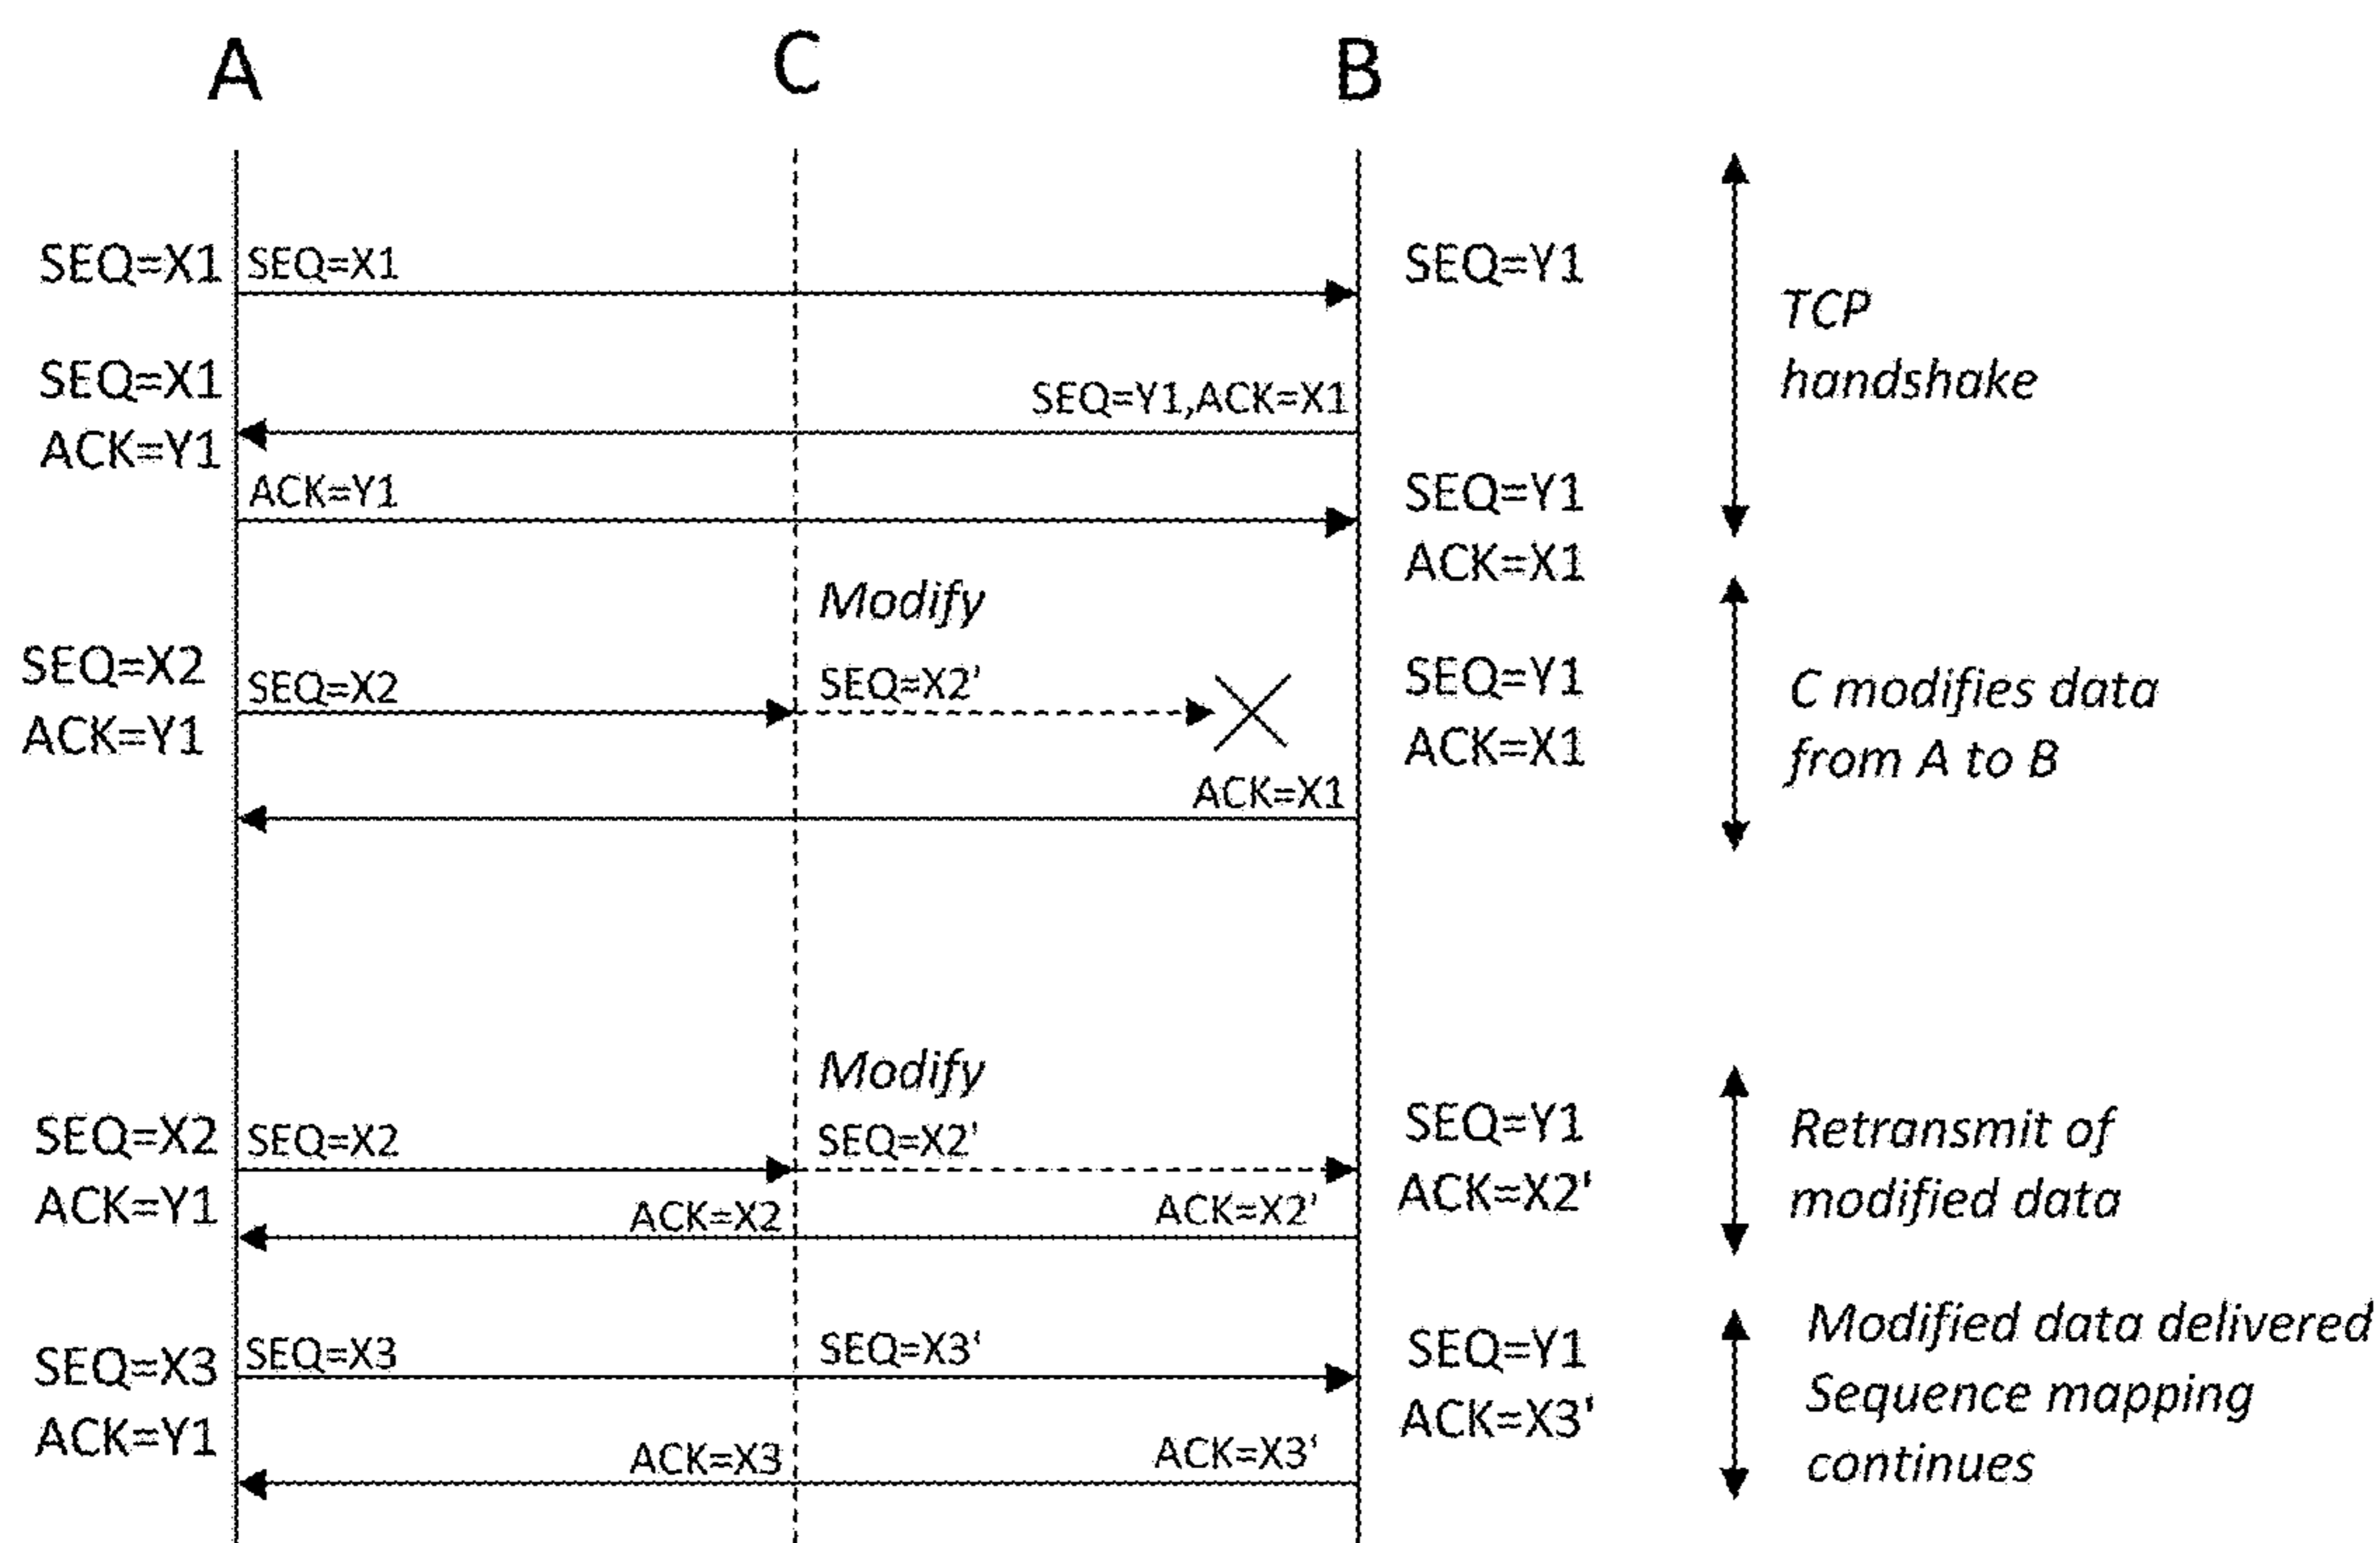 A
C
B
SEQ=X1
SEQ=X1
SEQ=Y1
TCP
handshake
SEQ=X1
ACK=Y1
SEQ=Y1,ACK=X1
ACK=Y1
SEQ=Y1
ACK=X1
Modify
SEQ=X2
ACK=Y1
SEQ=X2
SEQ=X2'
SEQ=Y1
ACK=X1
C modifies data
from A to B
ACK=X1
Modify
SEQ=X2
ACK=Y1
SEQ=X2
SEQ=X2'
SEQ=Y1
ACK=X2'
Retransmit of
modified data
ACK=X2
ACK=X2'
SEQ=X3
ACK=Y1
SEQ=X3
SEQ=X3'
SEQ=Y1
ACK=X3'
Modified data delivered
Sequence mapping
continues
ACK=X3
ACK=X3'